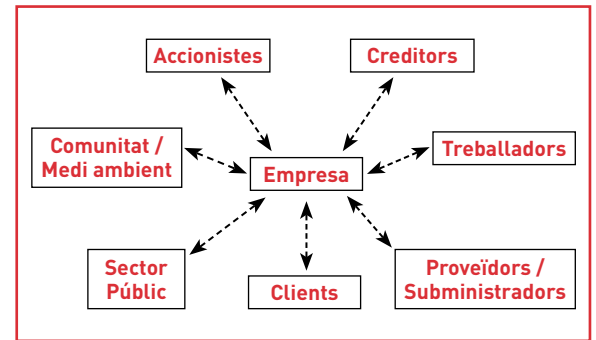 Accionistes
Creditors
Comunitat /
Medi ambient
Treballadors
Empresa
Sector
Públic
Clients
Proveïdors /
Subministradors